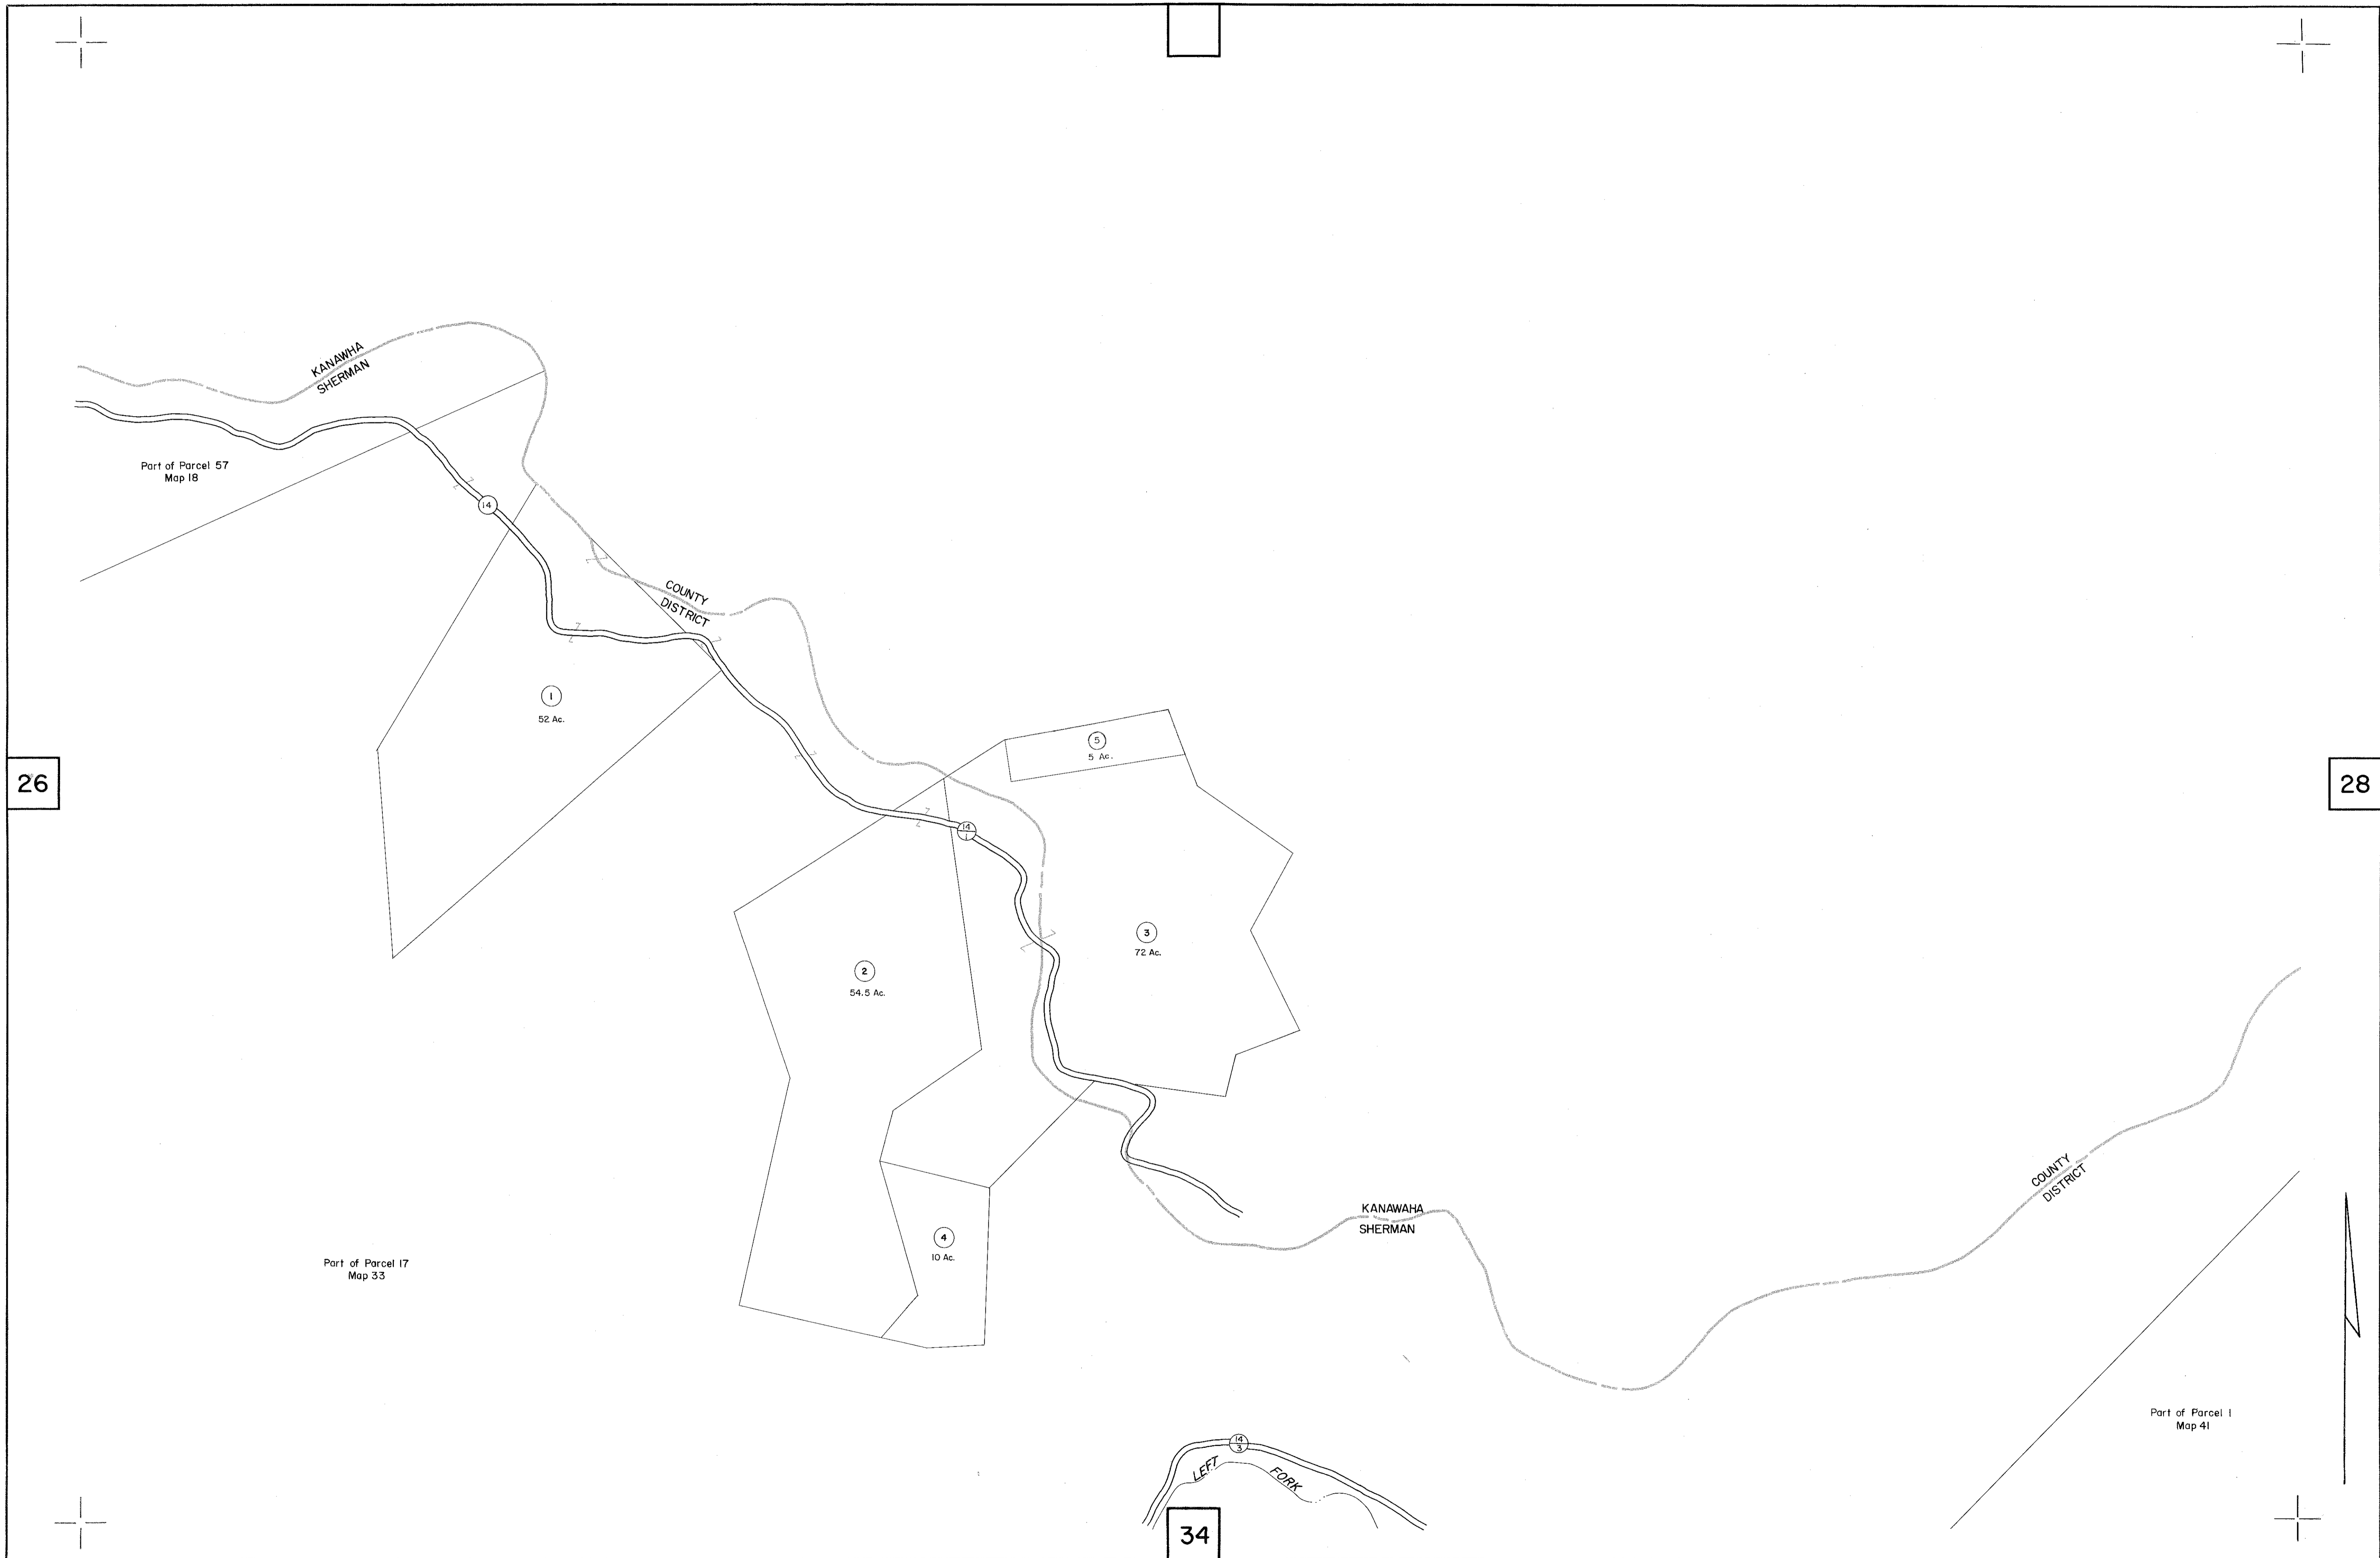 KANAWHA
SHERMAN
Part of Parcel 57
Map 18
14
COUNTY
DISTRICT
1
52 Ac.
5
5 Ac.
26
28
14
1
3
72 Ac.
2
54.5 Ac.
COUNTY
DISTRICT
KANAWAHA
SHERMAN
4
10 Ac.
Part of Parcel 17
Map 33
Part of Parcel 1
Map 41
14
3
LEFT FORK
34